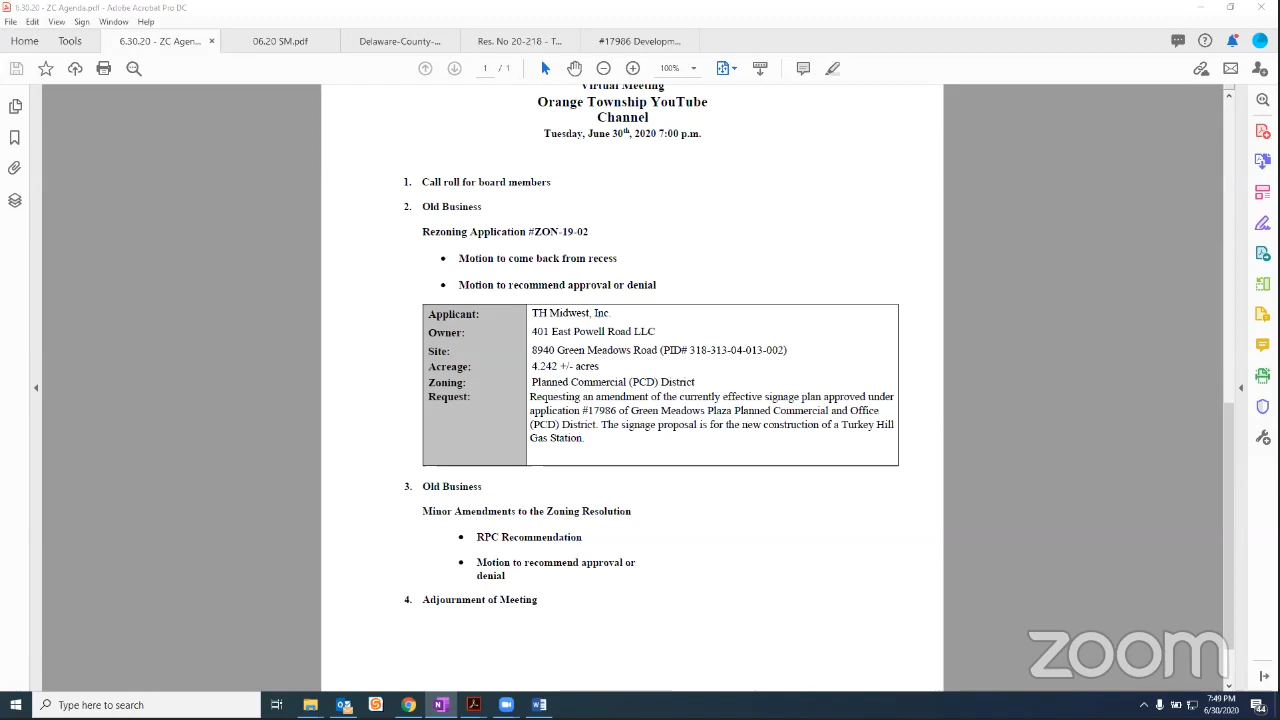 6.30.20 - ZC Agenda.pdf - Adobe Acrobat Pro DC
File Edit View Sign Window Help
Home Tools 6.30.20 - ZC Agen... × 06.20 SM.pdf Delaware-County-... Res. No 20-218 - T... #17986 Developm...
1 / 1 100%
Virtual Meeting
Orange Township YouTube
Channel
Tuesday, June 30th, 2020 7:00 p.m.
1. Call roll for board members
2. Old Business
Rezoning Application #ZON-19-02
• Motion to come back from recess
• Motion to recommend approval or denial
Applicant: TH Midwest, Inc.
Owner: 401 East Powell Road LLC
Site: 8940 Green Meadows Road (PID# 318-313-04-013-002)
Acreage: 4.242 +/- acres
Zoning: Planned Commercial (PCD) District
Request: Requesting an amendment of the currently effective signage plan approved under
application #17986 of Green Meadows Plaza Planned Commercial and Office
(PCD) District. The signage proposal is for the new construction of a Turkey Hill
Gas Station.
3. Old Business
Minor Amendments to the Zoning Resolution
• RPC Recommendation
• Motion to recommend approval or
denial
4. Adjournment of Meeting
zoom
Type here to search
7:49 PM
6/30/2020
44